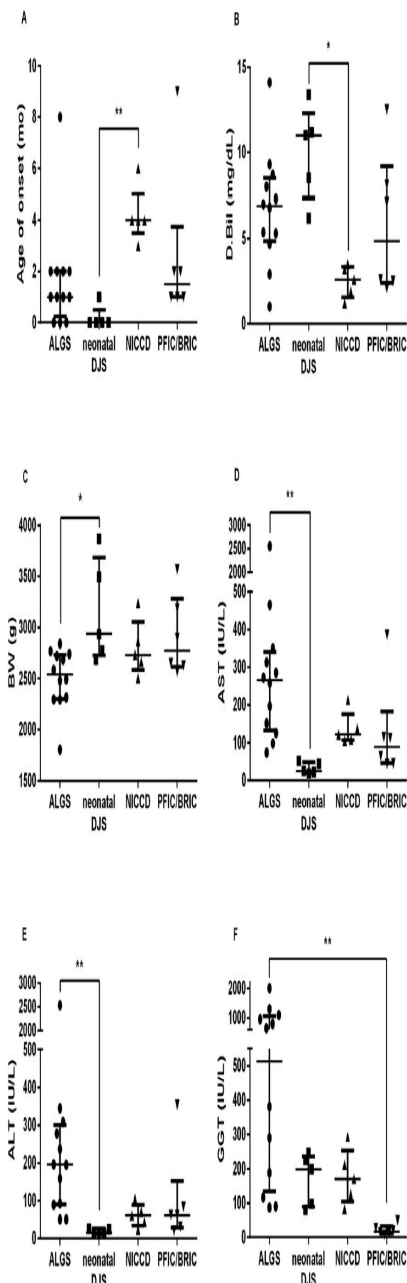 A
Age of onset (mo)
10
8
6
4
2
0
**
ALGS neonatal NICCD PFIC/BRIC
DJS
B
D.Bil (mg/dL)
15
10
5
0
*
ALGS neonatal NICCD PFIC/BRIC
DJS
C
BW (g)
4000
3500
3000
2500
2000
1500
*
ALGS neonatal NICCD PFIC/BRIC
DJS
D
AST (IU/L)
3000
2500
2000
500
400
300
200
100
0
**
ALGS neonatal NICCD PFIC/BRIC
DJS
E
ALT (IU/L)
3000
2500
2000
500
400
300
200
100
0
**
ALGS neonatal NICCD PFIC/BRIC
DJS
F
GGT (IU/L)
2000
1000
500
400
300
200
100
0
**
ALGS neonatal NICCD PFIC/BRIC
DJS